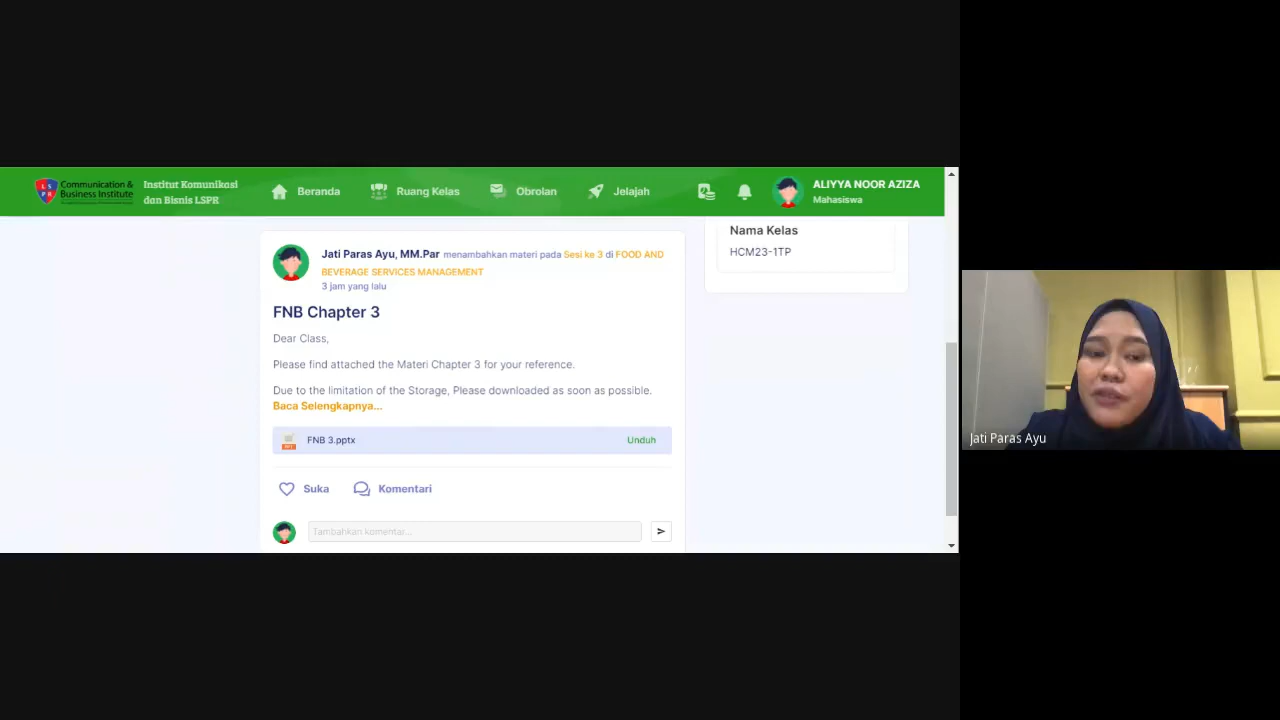 L S
P R
Communication &
Business Institute
Institut Komunikasi
dan Bisnis LSPR
Beranda
Ruang Kelas
Obrolan
Jelajah
ALIYYA NOOR AZIZA
Mahasiswa
Jati Paras Ayu, MM.Par menambahkan materi pada Sesi ke 3 di FOOD AND
BEVERAGE SERVICES MANAGEMENT
3 jam yang lalu
FNB Chapter 3
Dear Class,
Please find attached the Materi Chapter 3 for your reference.
Due to the limitation of the Storage, Please downloaded as soon as possible.
Baca Selengkapnya...
FNB 3.pptx
Unduh
Suka
Komentari
Tambahkan komentar...
Nama Kelas
HCM23-1TP
Jati Paras Ayu